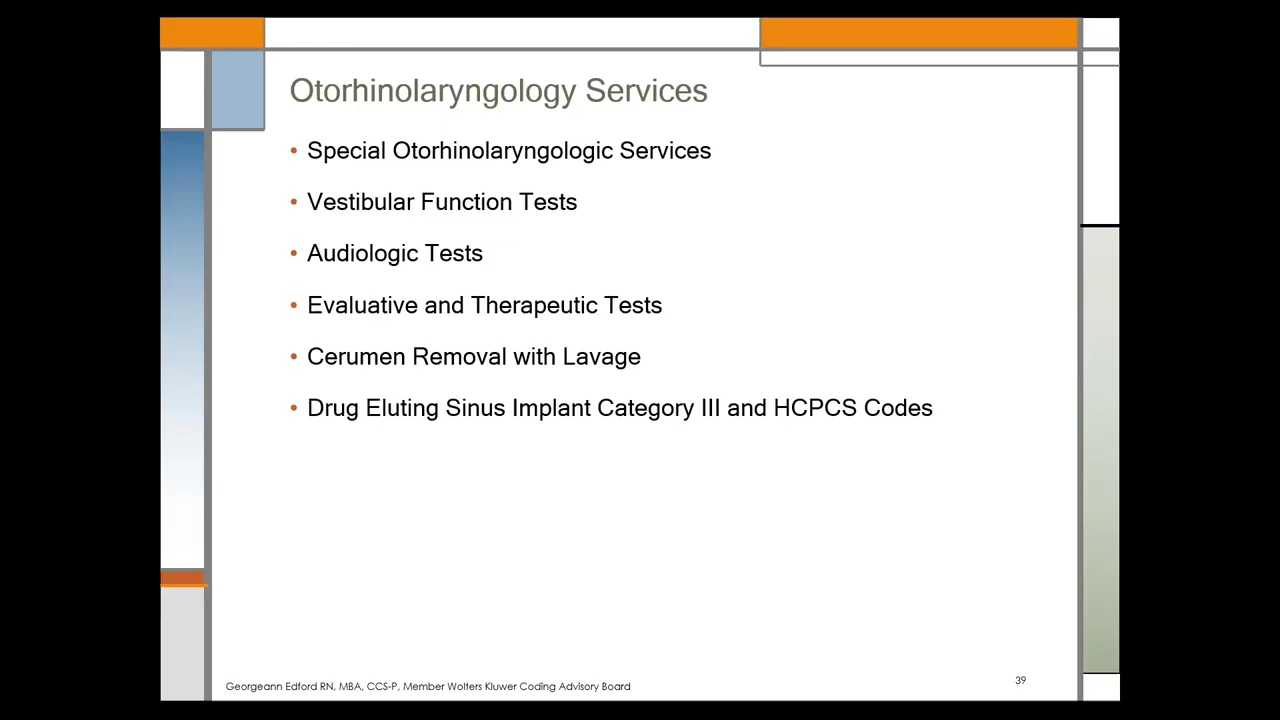 Otorhinolaryngology Services
• Special Otorhinolaryngologic Services
• Vestibular Function Tests
• Audiologic Tests
• Evaluative and Therapeutic Tests
• Cerumen Removal with Lavage
• Drug Eluting Sinus Implant Category III and HCPCS Codes
Georgeann Edford RN, MBA, CCS-P, Member Wolters Kluwer Coding Advisory Board
39